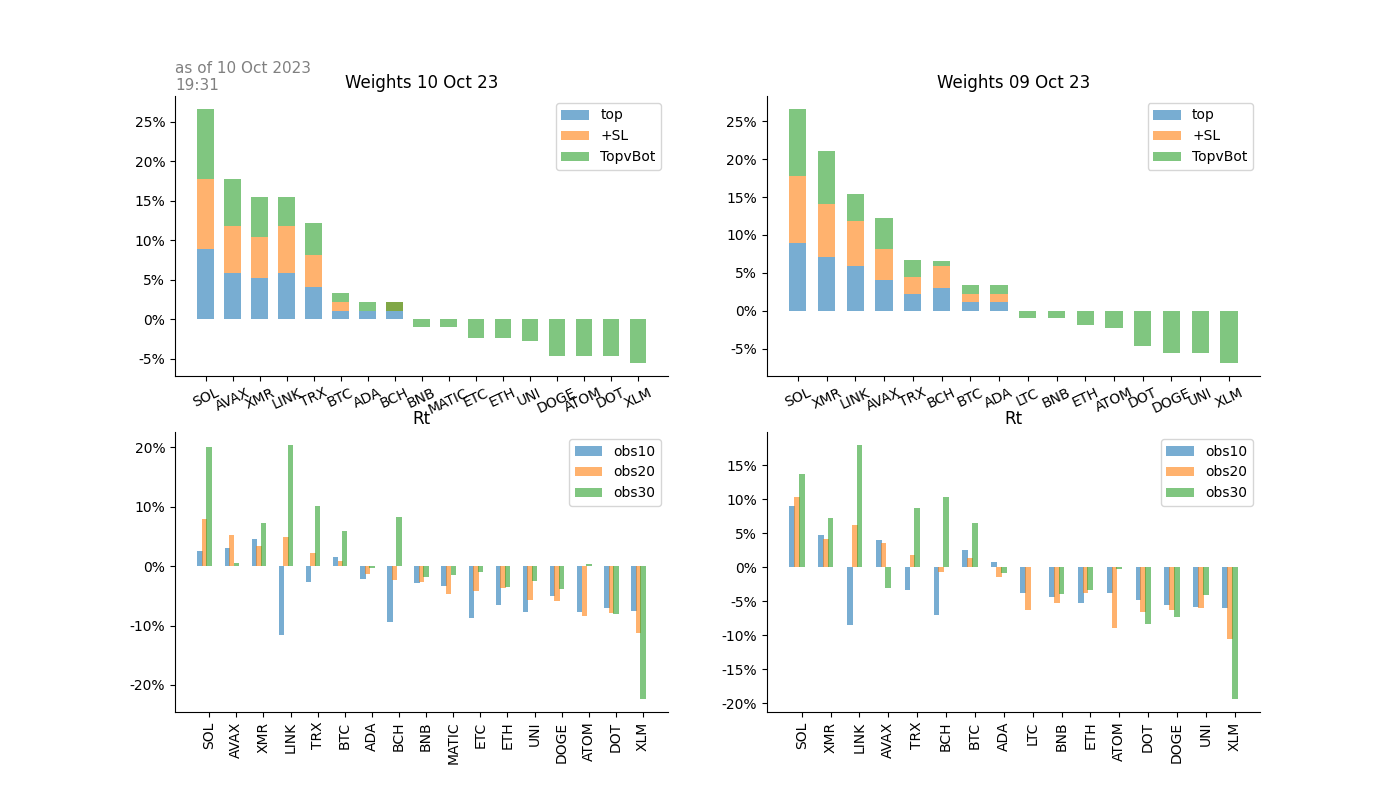 as of 10 Oct 2023
19:31
Weights 10 Oct 23
25%
20%
15%
10%
5%
0%
-5%
top
+SL
TopvBot
SOL AVAX XMR LINK TRX BTC ADA BCH BNB MATIC ETC ETH UNI DOGE ATOM DOT XLM
Weights 09 Oct 23
25%
20%
15%
10%
5%
0%
-5%
top
+SL
TopvBot
SOL XMR LINK AVAX TRX BCH BTC ADA LTC BNB ETH ATOM DOT DOGE UNI XLM
Rt
20%
10%
0%
-10%
-20%
obs10
obs20
obs30
SOL AVAX XMR LINK TRX BTC ADA BCH BNB MATIC ETC ETH UNI DOGE ATOM DOT XLM
Rt
15%
10%
5%
0%
-5%
-10%
-15%
-20%
obs10
obs20
obs30
SOL XMR LINK AVAX TRX BCH BTC ADA LTC BNB ETH ATOM DOT DOGE UNI XLM